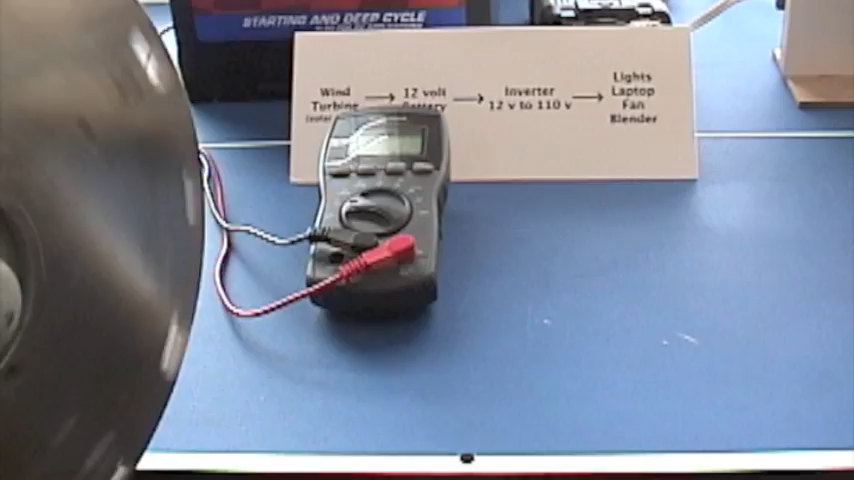 STARTING AND DEEP CYCLE
Wind Turbine
12 volt Battery
Inverter
12 v to 110 v
Lights
Laptop
Fan
Blender